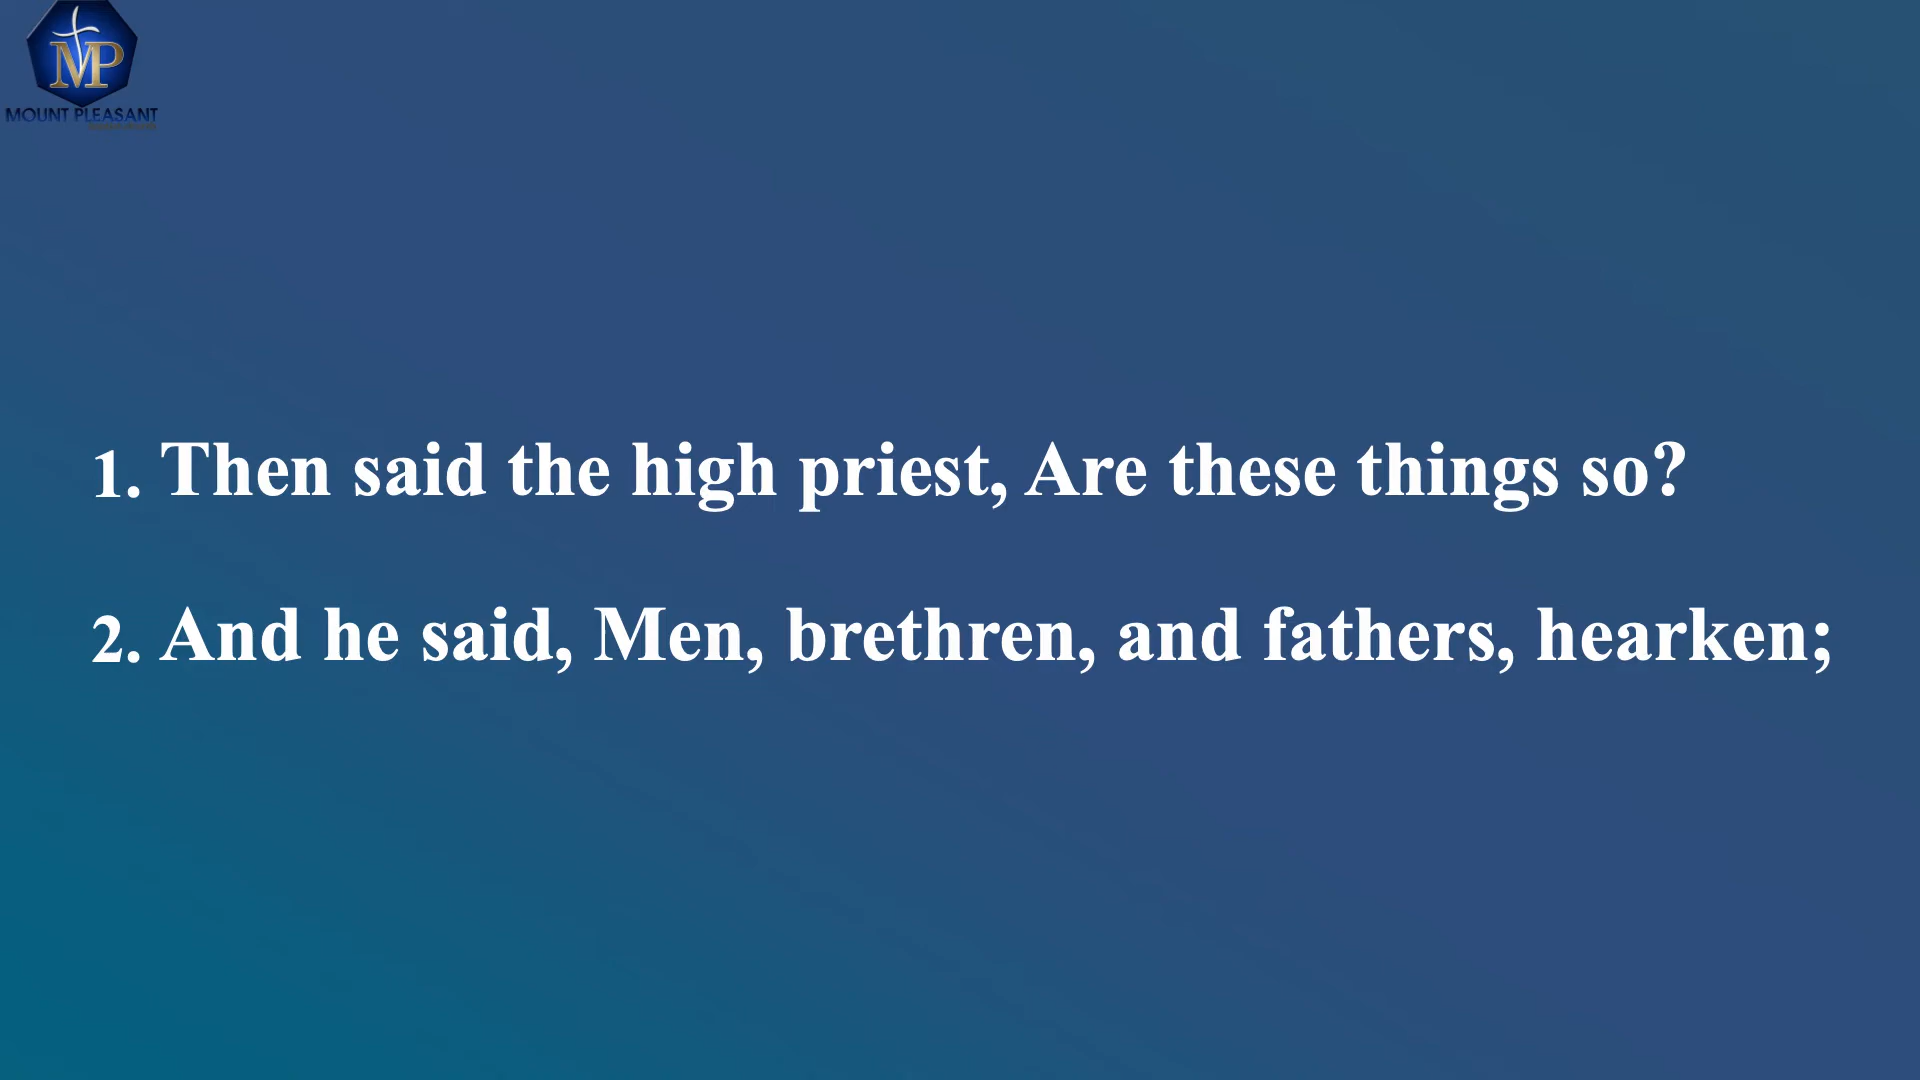 MP
MOUNT PLEASANT
1. Then said the high priest, Are these things so?
2. And he said, Men, brethren, and fathers, hearken;